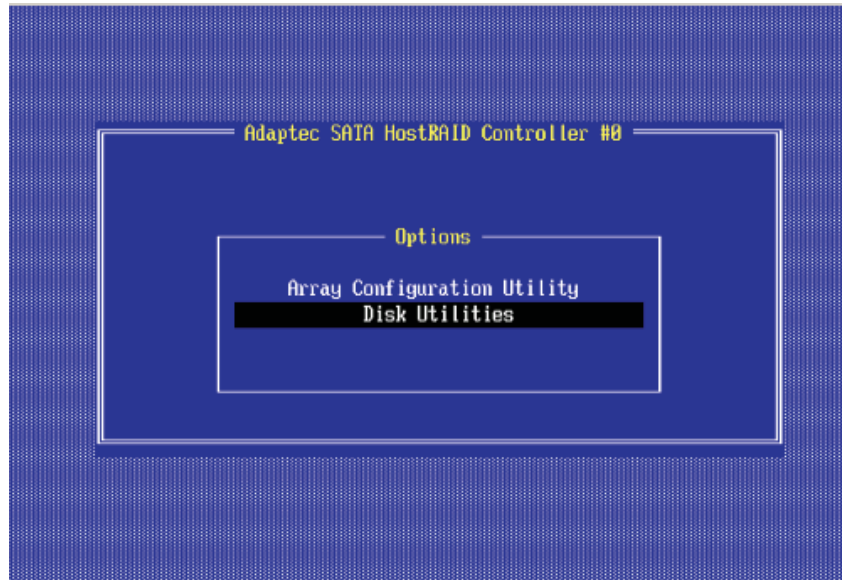 Adaptec SATA HostRAID Controller #0
Options
Array Configuration Utility
Disk Utilities